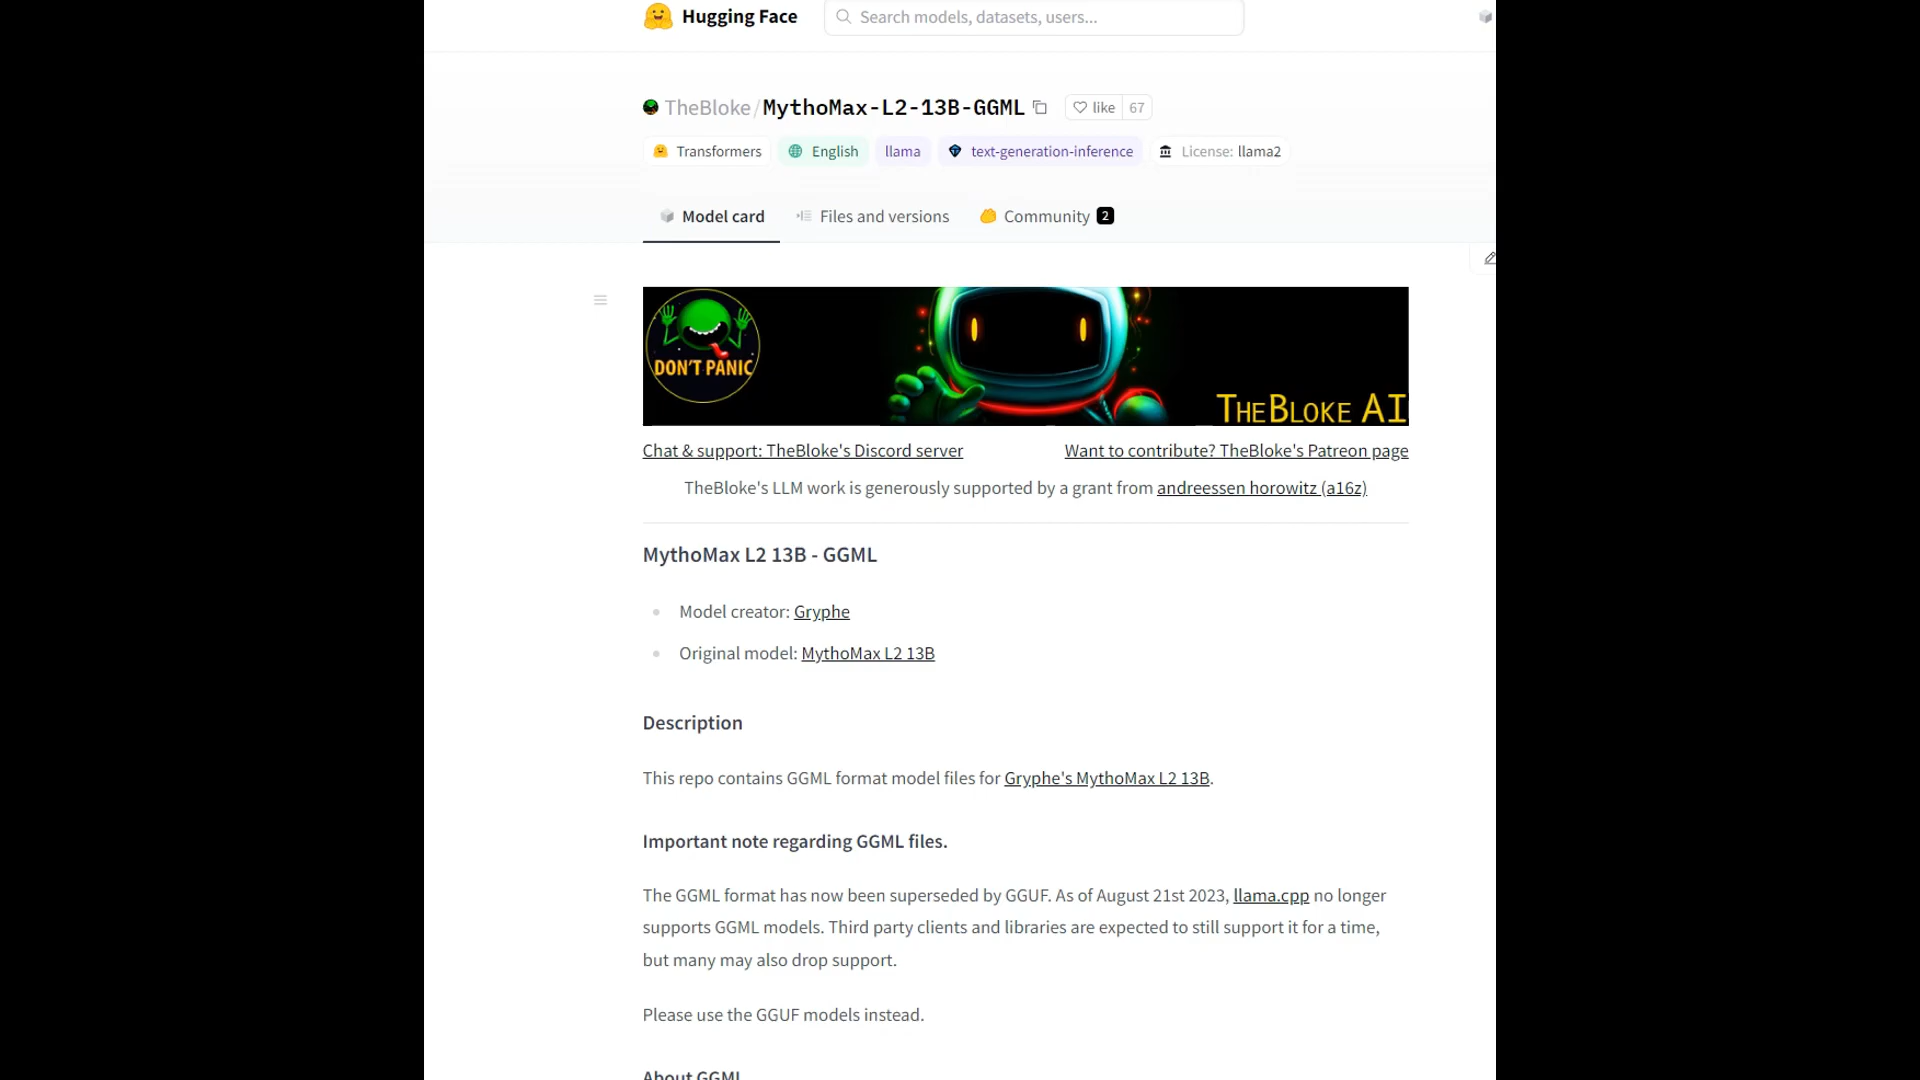 Hugging Face
Search models, datasets, users...
TheBloke/MythoMax-L2-13B-GGML like 67
Transformers English llama text-generation-inference License: llama2
Model card Files and versions Community 2
DON'T PANIC
THEBLOKE AI
Chat & support: TheBloke's Discord server Want to contribute? TheBloke's Patreon page
TheBloke's LLM work is generously supported by a grant from andreessen horowitz (a16z)
MythoMax L2 13B - GGML
Model creator: Gryphe
Original model: MythoMax L2 13B
Description
This repo contains GGML format model files for Gryphe's MythoMax L2 13B.
Important note regarding GGML files.
The GGML format has now been superseded by GGUF. As of August 21st 2023, llama.cpp no longer
supports GGML models. Third party clients and libraries are expected to still support it for a time,
but many may also drop support.
Please use the GGUF models instead.
About GGML